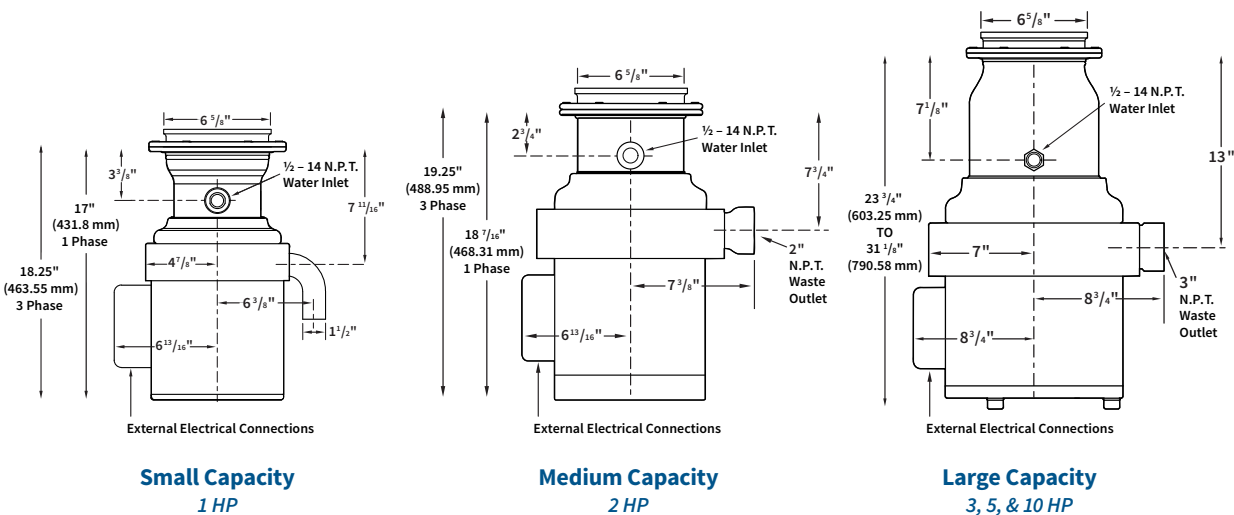 6 5/8"
3 3/8"
½ – 14 N.P.T.
Water Inlet
17"
(431.8 mm)
1 Phase
7 11/16"
18.25"
(463.55 mm)
3 Phase
4 7/8"
6 3/8"
1 1/2"
6 13/16"
External Electrical Connections
Small Capacity
1 HP
6 5/8"
2 3/4"
½ – 14 N.P.T.
Water Inlet
19.25"
(488.95 mm)
3 Phase
7 3/4"
18 7/16"
(468.31 mm)
1 Phase
2"
N.P.T.
Waste
Outlet
7 3/8"
6 13/16"
External Electrical Connections
Medium Capacity
2 HP
6 5/8"
7 1/8"
½ – 14 N.P.T.
Water Inlet
13"
23 3/4"
(603.25 mm)
TO
31 1/8"
(790.58 mm)
7"
3"
N.P.T.
Waste
Outlet
8 3/4"
8 3/4"
External Electrical Connections
Large Capacity
3, 5, & 10 HP